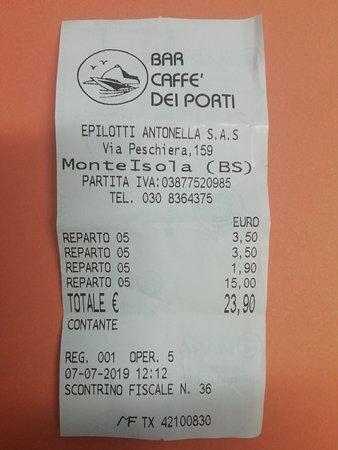 BAR
CAFFE'
DEI PORTI
EPILOTTI ANTONELLA S.A.S
Via Peschiera,159
MonteIsola (BS)
PARTITA IVA:03877520985
TEL. 030 8364375
EURO
REPARTO 05 3,50
REPARTO 05 3,50
REPARTO 05 1,90
REPARTO 05 15,00
TOTALE € 23,90
CONTANTE
REG. 001 OPER. 5
07-07-2019 12:12
SCONTRINO FISCALE N. 36
MF TX 42100830